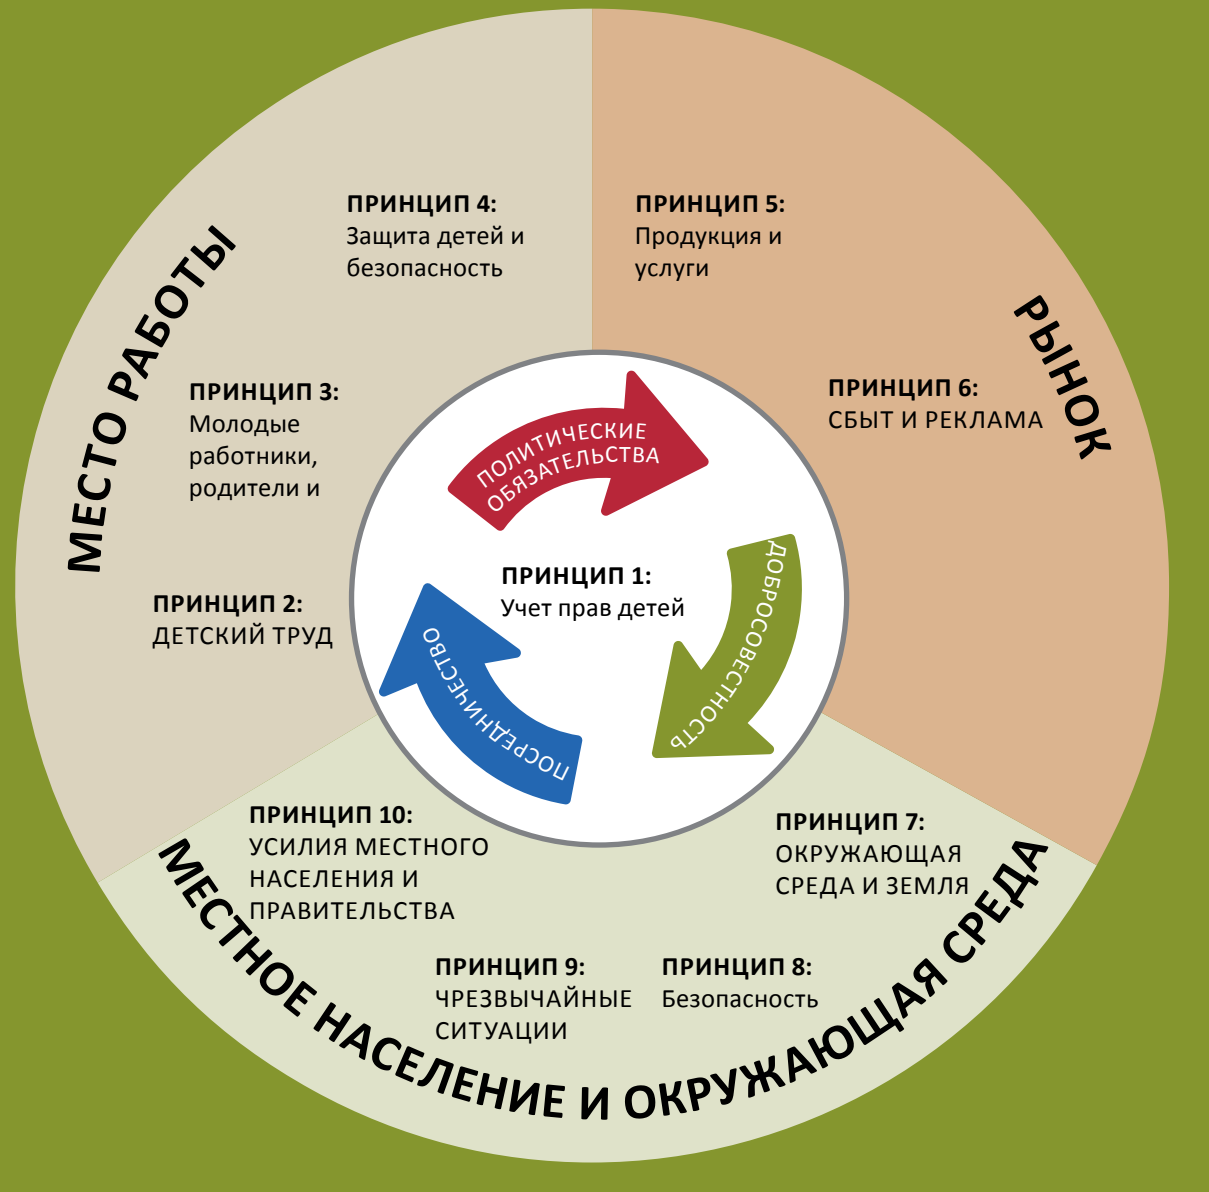 МЕСТО РАБОТЫ
ПРИНЦИП 4:
Защита детей и
безопасность
ПРИНЦИП 3:
Молодые
работники,
родители и
ПРИНЦИП 2:
ДЕТСКИЙ ТРУД
РЫНОК
ПРИНЦИП 5:
Продукция и
услуги
ПРИНЦИП 6:
СБЫТ И РЕКЛАМА
ПОЛИТИЧЕСКИЕ
ОБЯЗАТЕЛЬСТВА
ДОБРОСОВЕСТНОСТЬ
ПОСРЕДНИЧЕСТВО
ПРИНЦИП 1:
Учет прав детей
ПРИНЦИП 10:
УСИЛИЯ МЕСТНОГО
НАСЕЛЕНИЯ И
ПРАВИТЕЛЬСТВА
ПРИНЦИП 9:
ЧРЕЗВЫЧАЙНЫЕ
СИТУАЦИИ
ПРИНЦИП 8:
Безопасность
ПРИНЦИП 7:
ОКРУЖАЮЩАЯ
СРЕДА И ЗЕМЛЯ
МЕСТНОЕ НАСЕЛЕНИЕ И ОКРУЖАЮЩАЯ СРЕДА